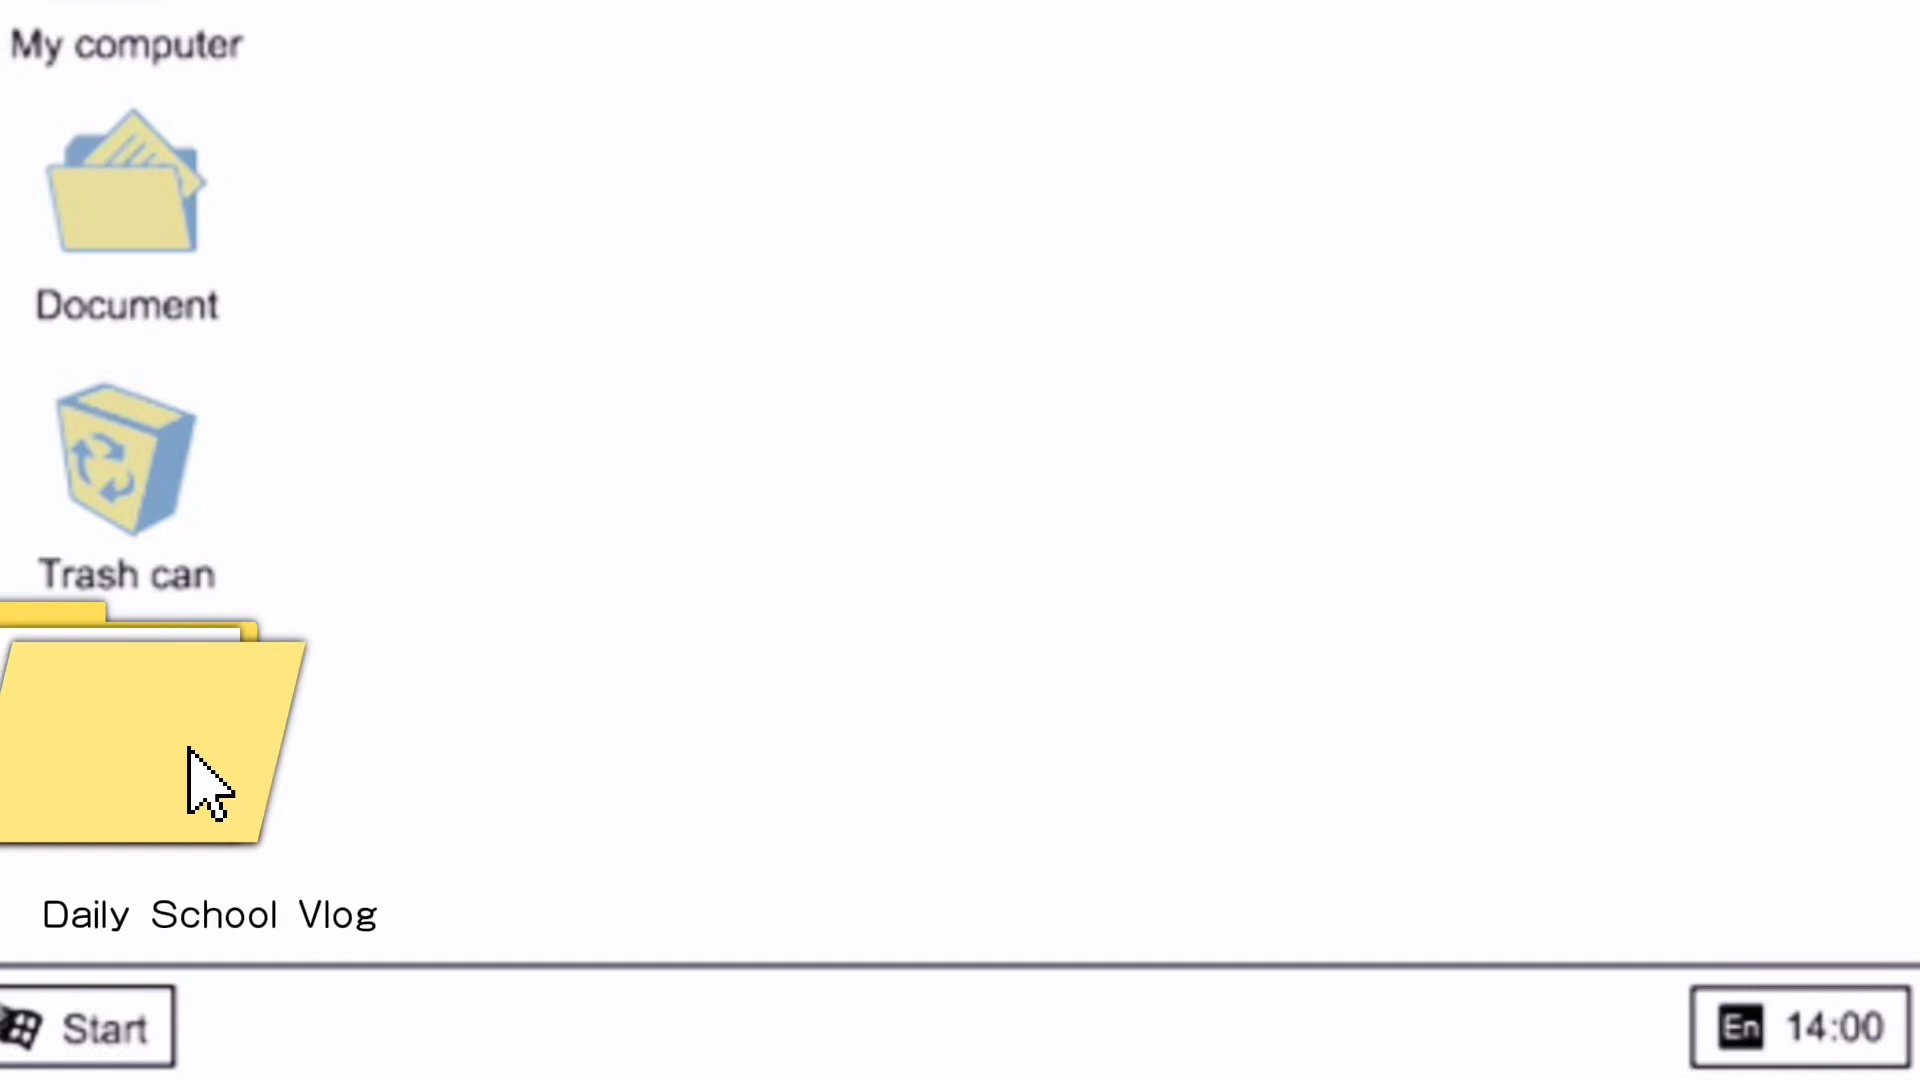 My computer
Document
Trash can
Daily School Vlog
Start
En 14:00